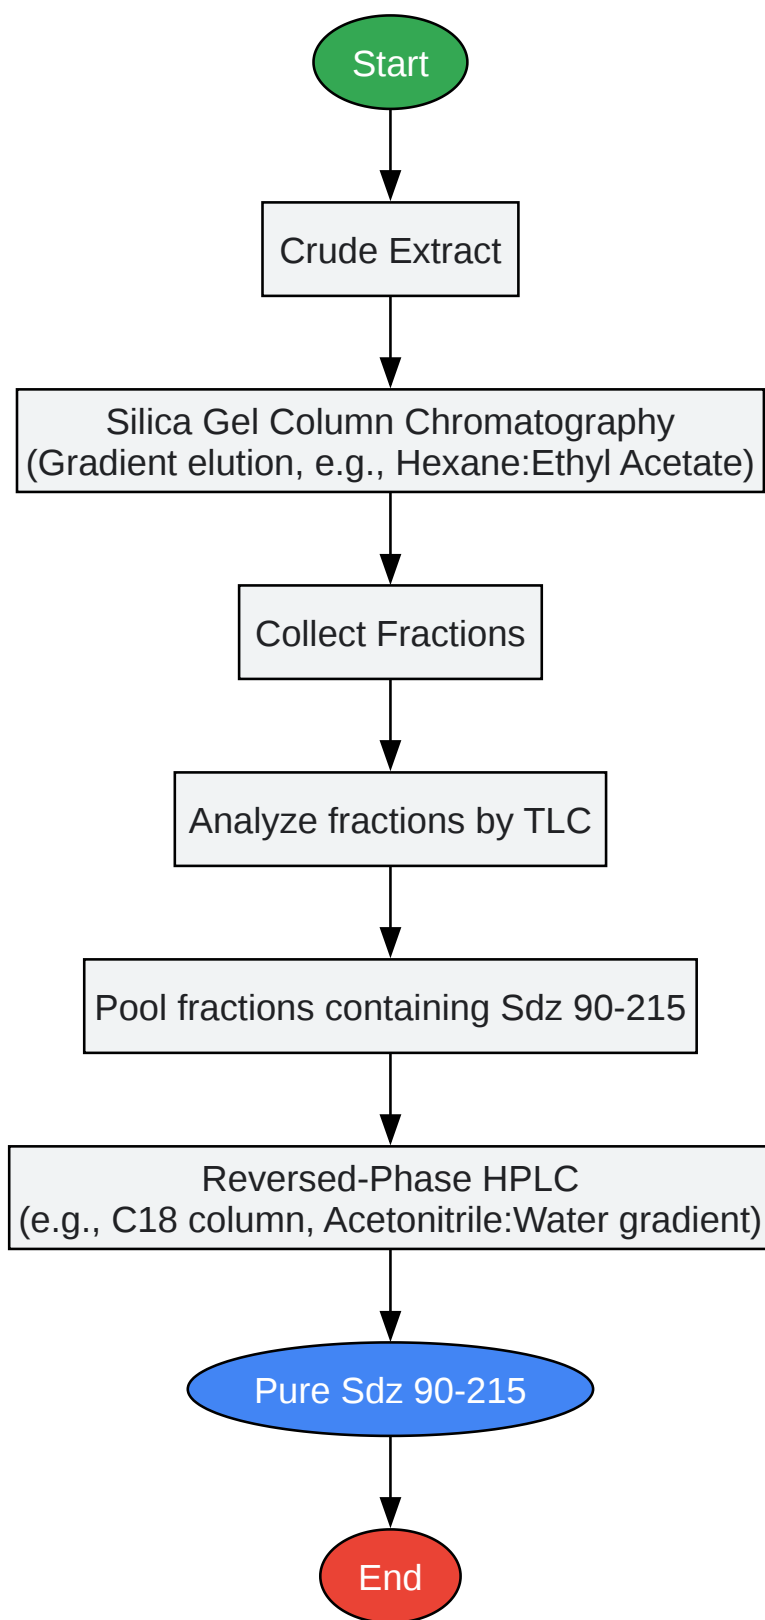 Start
Crude Extract
Silica Gel Column Chromatography
(Gradient elution, e.g., Hexane:Ethyl Acetate)
Collect Fractions
Analyze fractions by TLC
Pool fractions containing Sdz 90-215
Reversed-Phase HPLC
(e.g., C18 column, Acetonitrile:Water gradient)
Pure Sdz 90-215
End